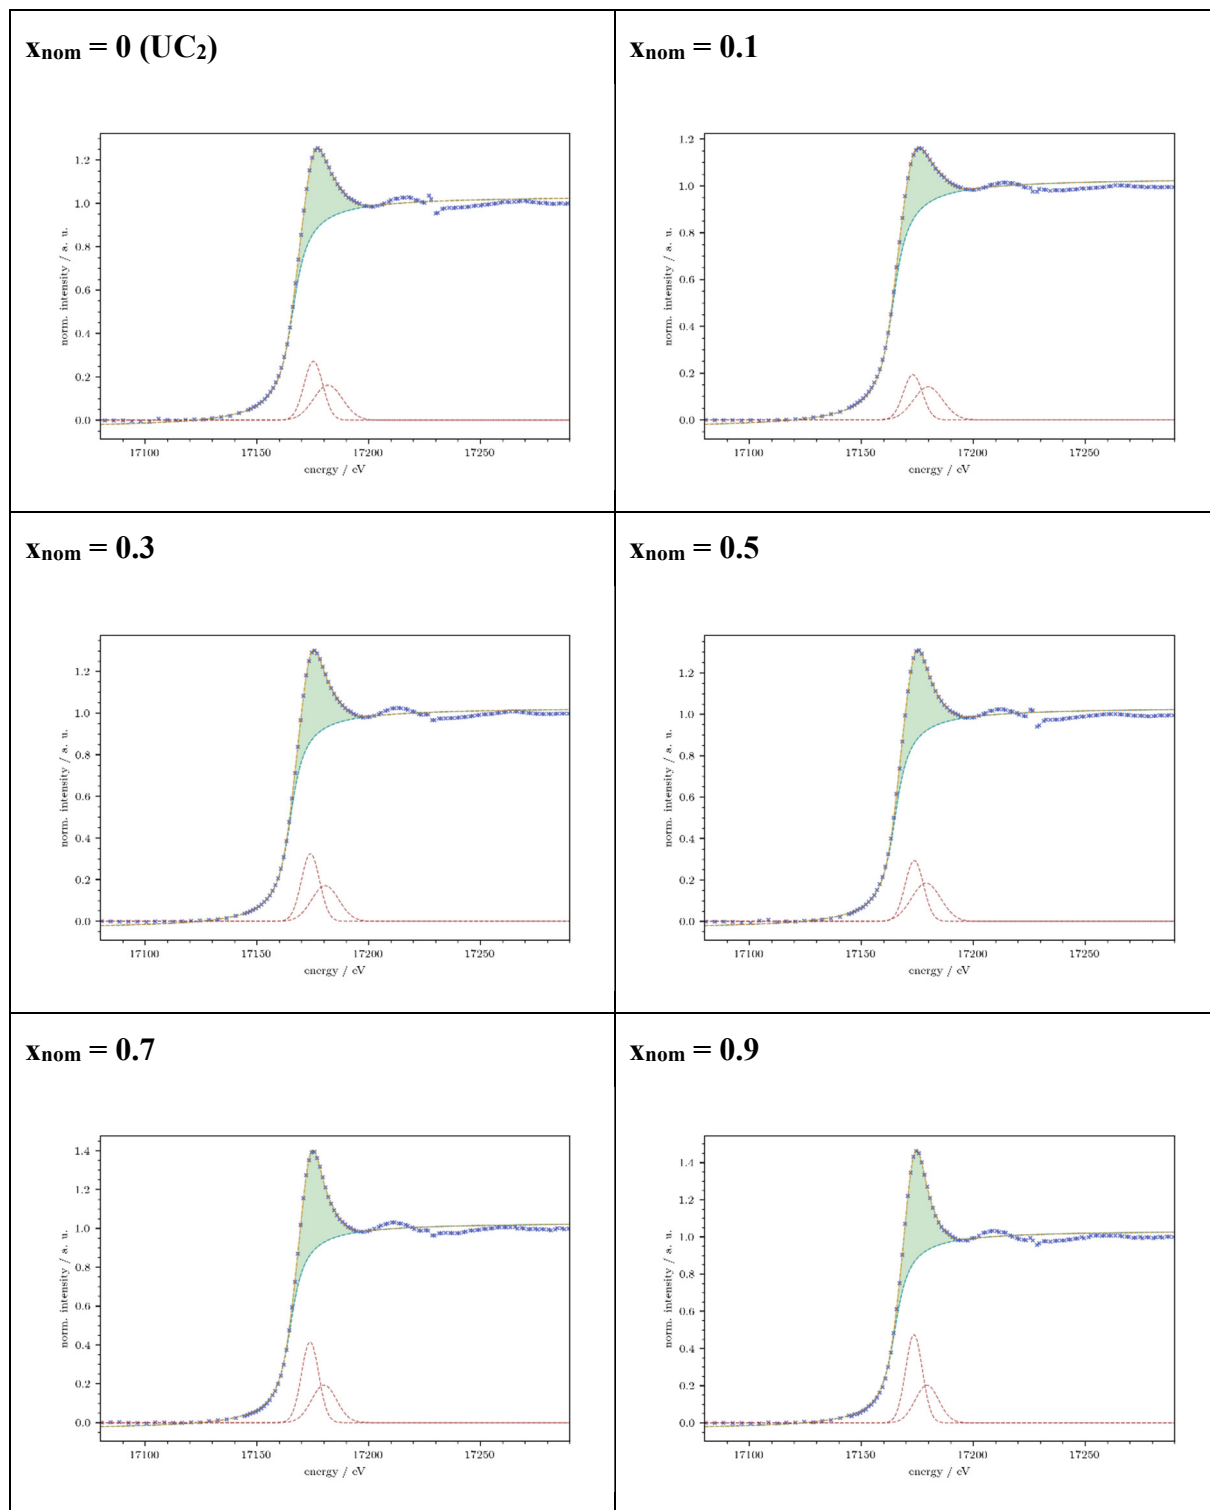 x_nom = 0 (UC₂)
norm. intensity / a. u.
1.2
1.0
0.8
0.6
0.4
0.2
0.0
17100 17150 17200 17250
energy / eV
x_nom = 0.1
norm. intensity / a. u.
1.2
1.0
0.8
0.6
0.4
0.2
0.0
17100 17150 17200 17250
energy / eV
x_nom = 0.3
norm. intensity / a. u.
1.2
1.0
0.8
0.6
0.4
0.2
0.0
17100 17150 17200 17250
energy / eV
x_nom = 0.5
norm. intensity / a. u.
1.2
1.0
0.8
0.6
0.4
0.2
0.0
17100 17150 17200 17250
energy / eV
x_nom = 0.7
norm. intensity / a. u.
1.4
1.2
1.0
0.8
0.6
0.4
0.2
0.0
17100 17150 17200 17250
energy / eV
x_nom = 0.9
norm. intensity / a. u.
1.4
1.2
1.0
0.8
0.6
0.4
0.2
0.0
17100 17150 17200 17250
energy / eV